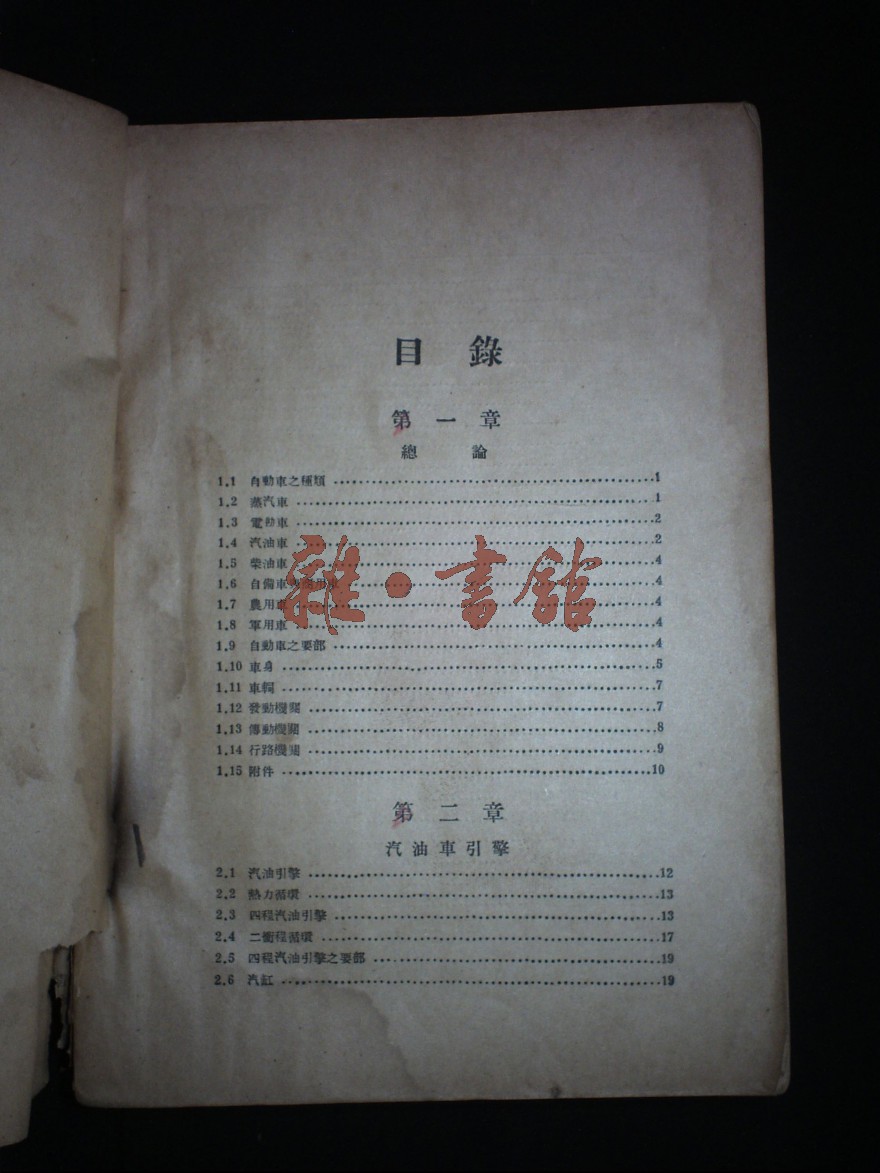 目錄
第一章
總論
1.1 自動車之種類 1
1.2 蒸汽車 1
1.3 電動車 2
1.4 汽油車 2
1.5 柴油車 4
1.6 自備車與商用車 4
1.7 農用車 4
1.8 軍用車 4
1.9 自動車之要部 4
1.10 車身 5
1.11 車輞 7
1.12 發動機關 7
1.13 傳動機關 8
1.14 行路機關 9
1.15 附件 10
雜·書館
第二章
汽油車引擎
2.1 汽油引擎 12
2.2 熱力循環 13
2.3 四程汽油引擎 13
2.4 二衝程循環 17
2.5 四程汽油引擎之要部 19
2.6 汽缸 19